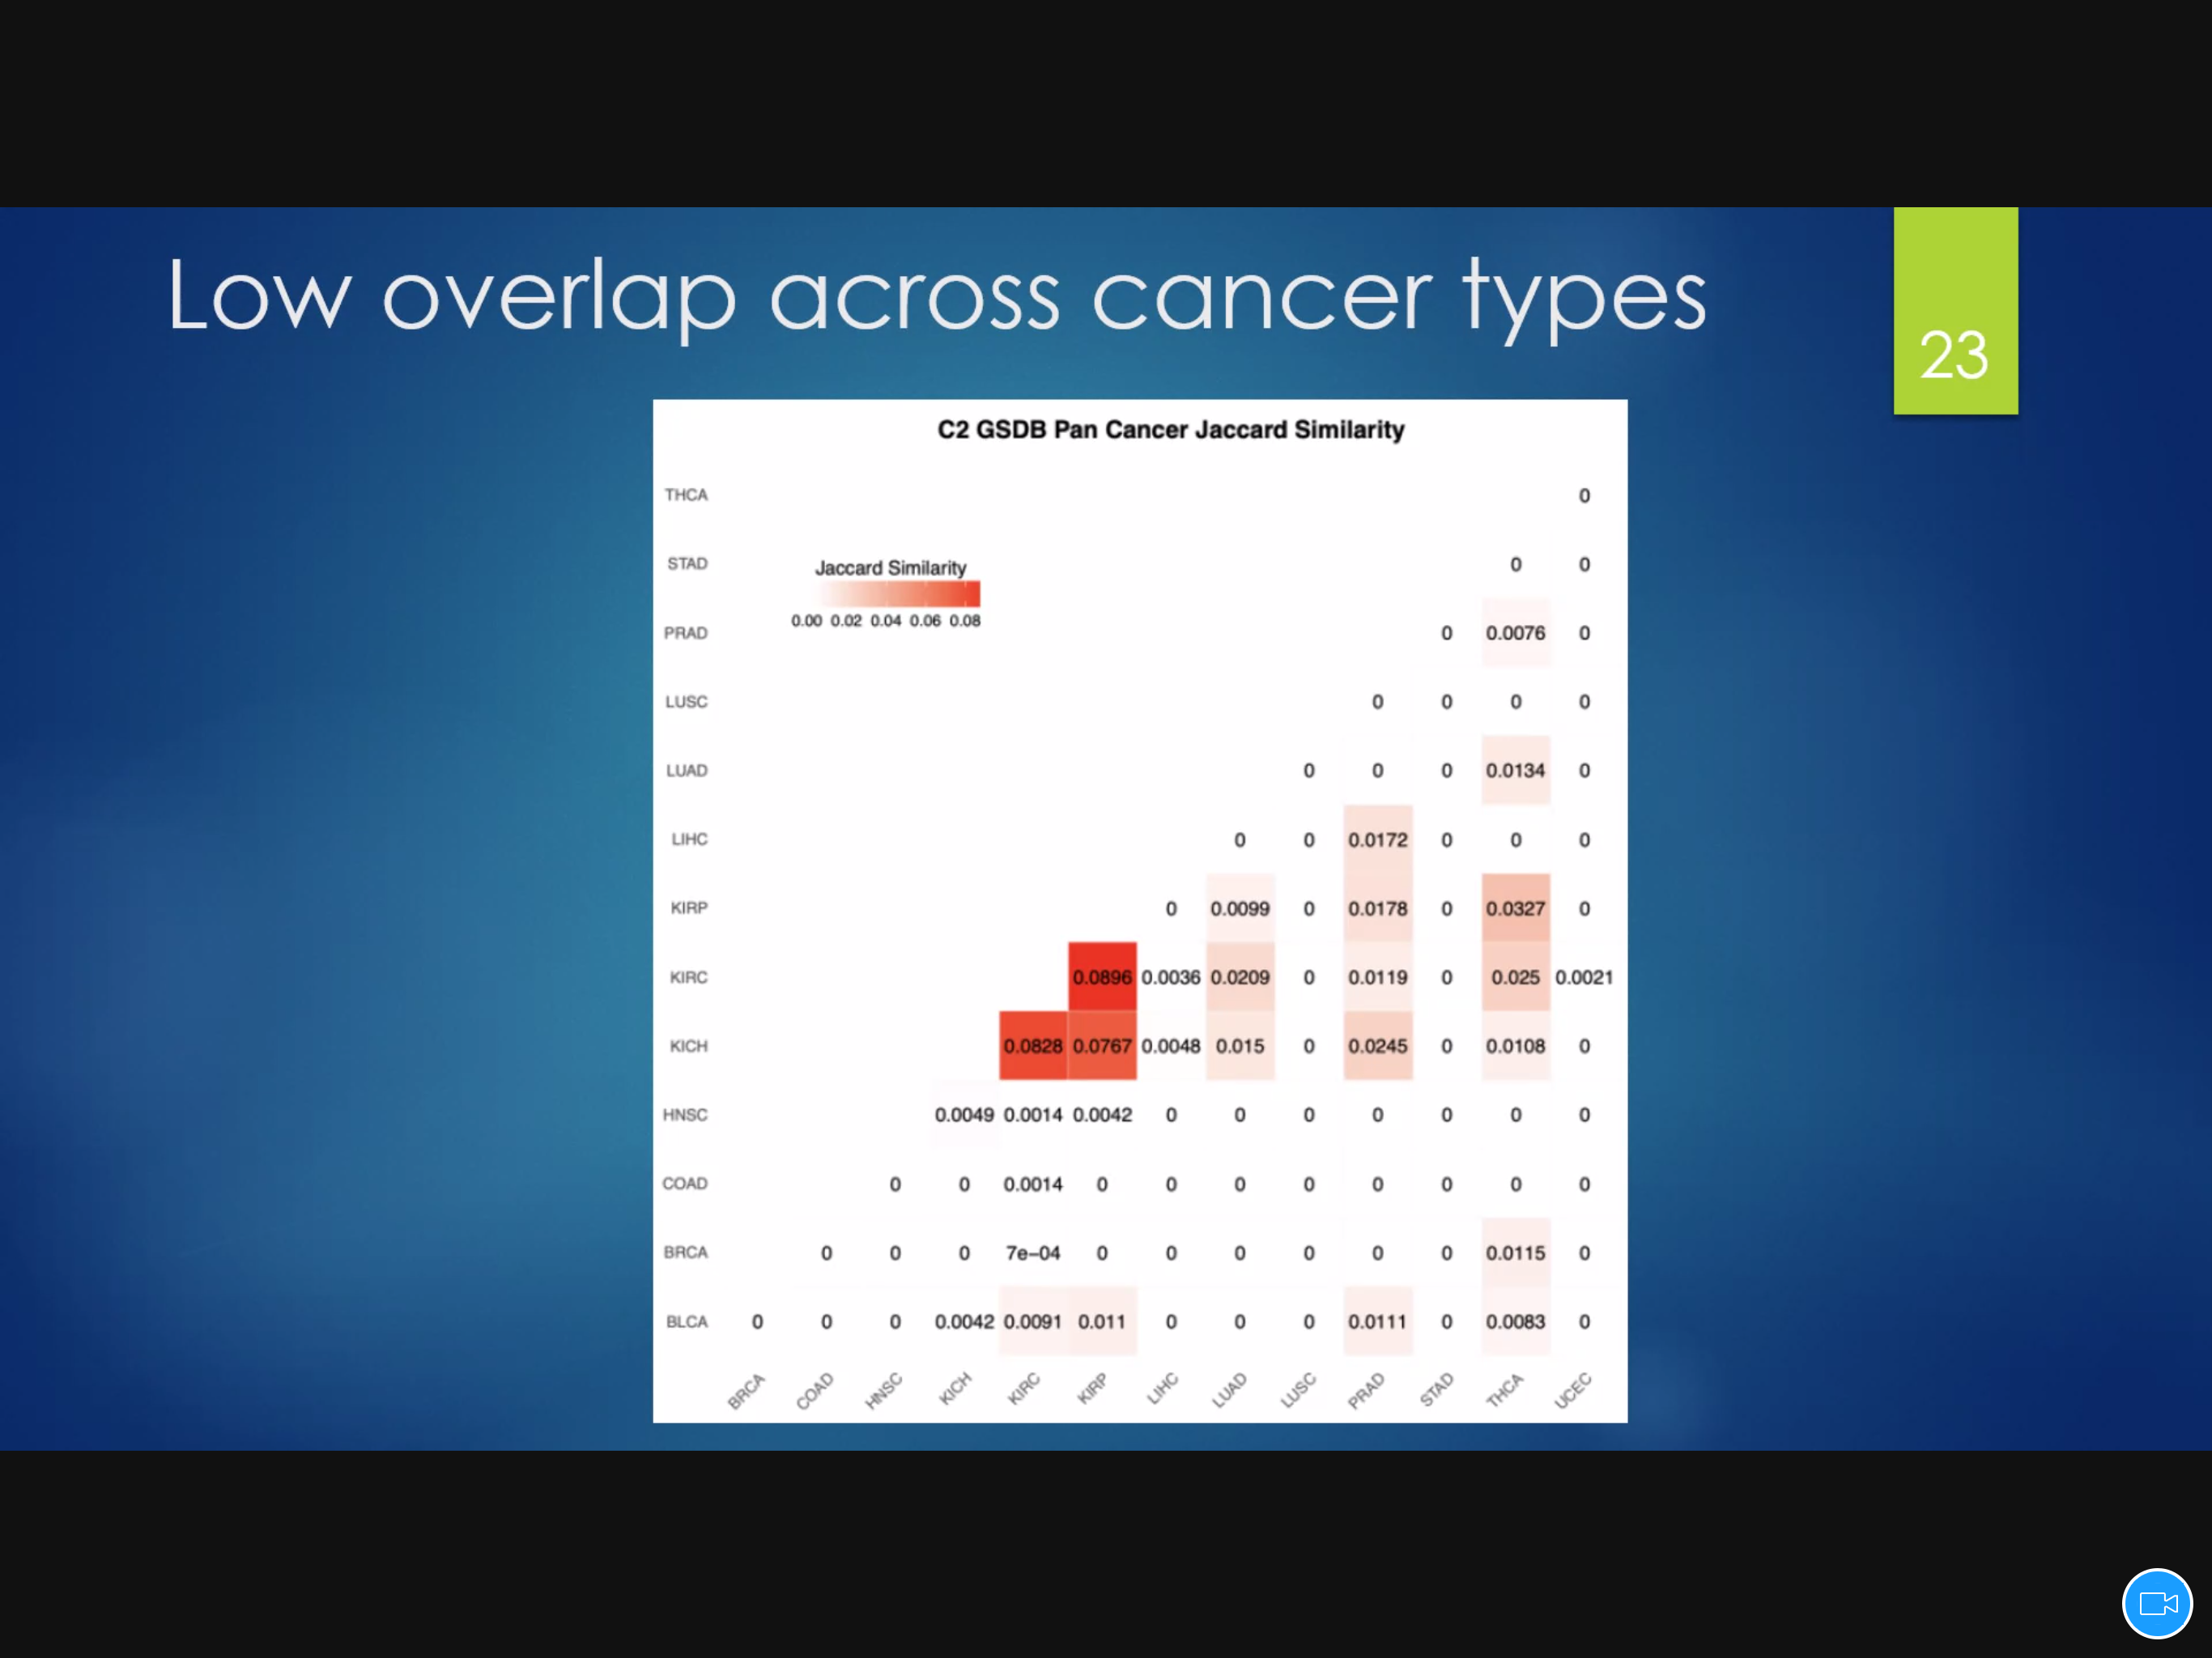 Low overlap across cancer types
23
C2 GSDB Pan Cancer Jaccard Similarity
THCA 0
STAD 0 0
Jaccard Similarity
0.00 0.02 0.04 0.06 0.08
PRAD 0 0.0076 0
LUSC 0 0 0 0
LUAD 0 0 0 0.0134 0
LIHC 0 0 0.0172 0 0 0
KIRP 0 0.0099 0 0.0178 0 0.0327 0
KIRC 0.0896 0.0036 0.0209 0 0.0119 0 0.025 0.0021
KICH 0.0828 0.0767 0.0048 0.015 0 0.0245 0 0.0108 0
HNSC 0.0049 0.0014 0.0042 0 0 0 0 0 0 0
COAD 0 0 0.0014 0 0 0 0 0 0 0 0
BRCA 0 0 0 7e−04 0 0 0 0 0 0 0.0115 0
BLCA 0 0 0 0.0042 0.0091 0.011 0 0 0 0.0111 0 0.0083 0
BRCA COAD HNSC KICH KIRC KIRP LIHC LUAD LUSC PRAD STAD THCA UCEC